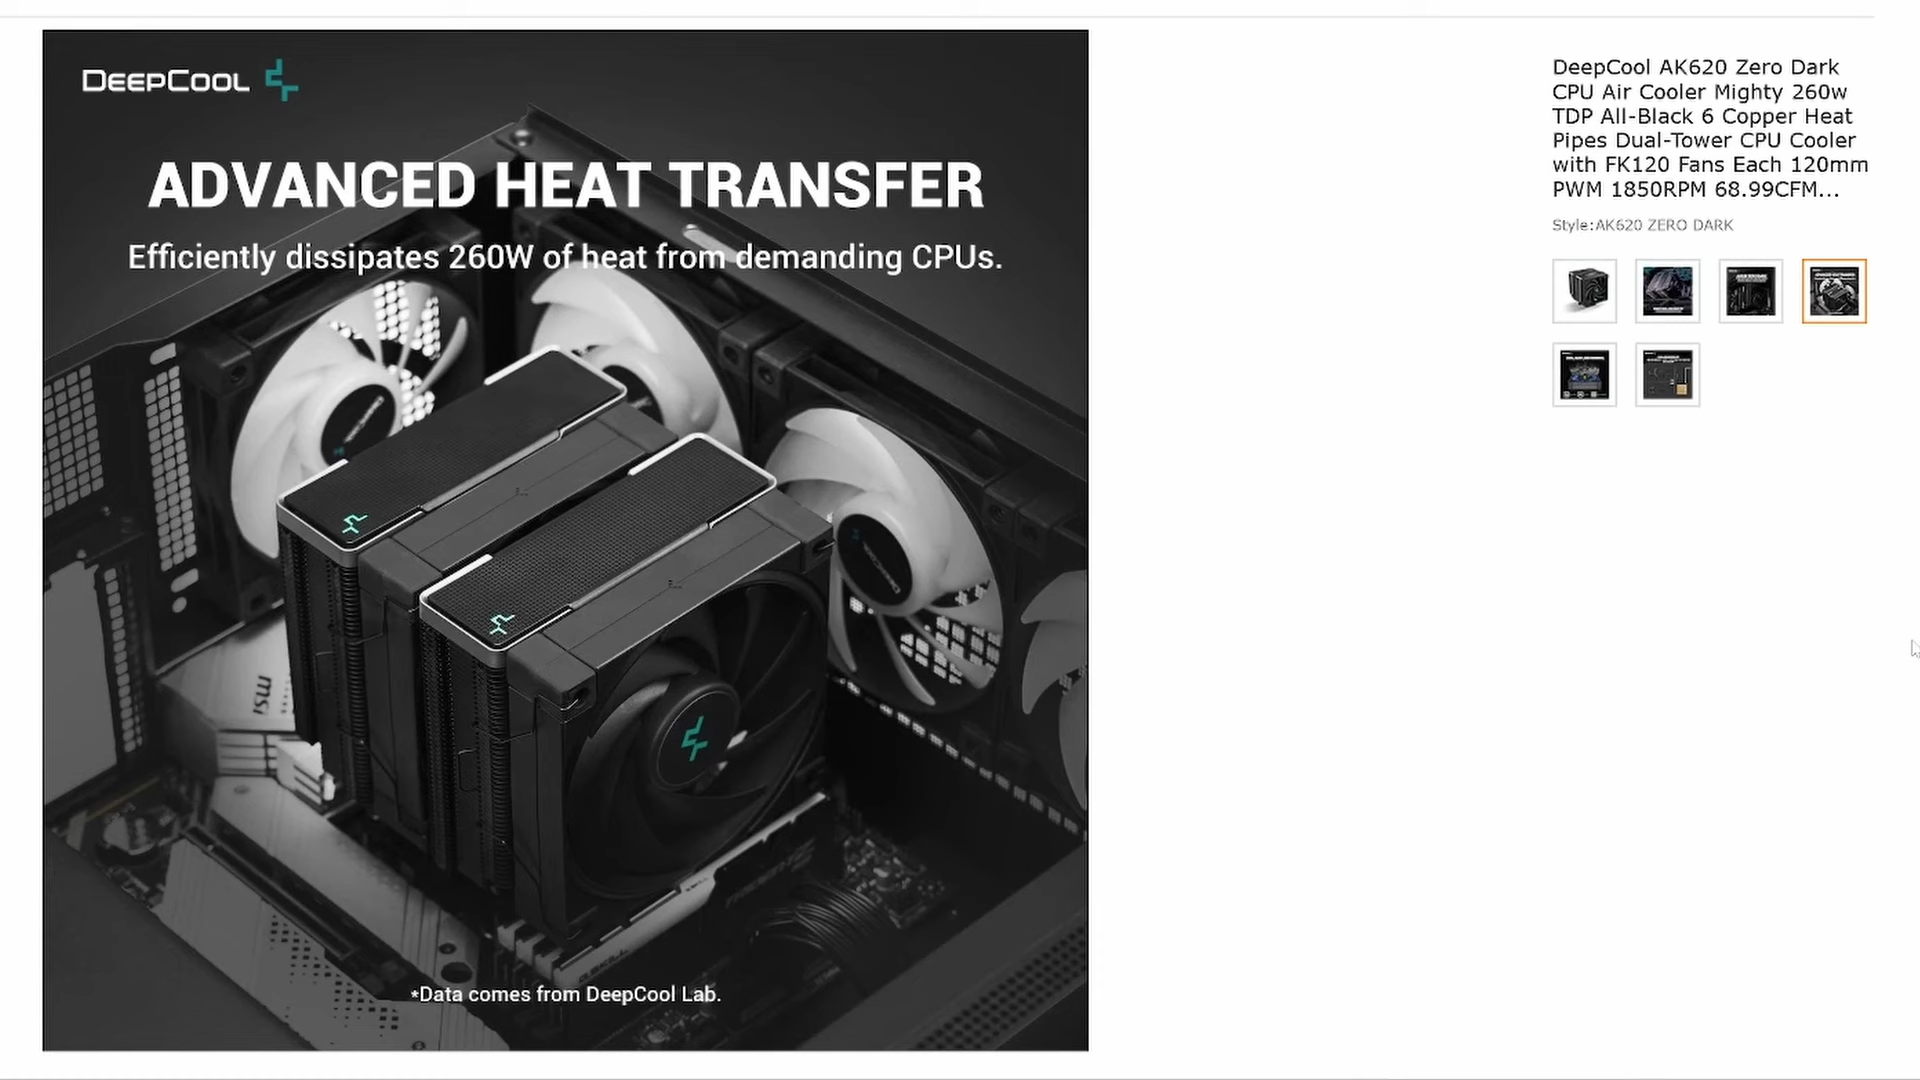 DEEPCOOL
ADVANCED HEAT TRANSFER
Efficiently dissipates 260W of heat from demanding CPUs.
msi
*Data comes from DeepCool Lab.
DeepCool AK620 Zero Dark
CPU Air Cooler Mighty 260w
TDP All-Black 6 Copper Heat
Pipes Dual-Tower CPU Cooler
with FK120 Fans Each 120mm
PWM 1850RPM 68.99CFM...
Style:AK620 ZERO DARK